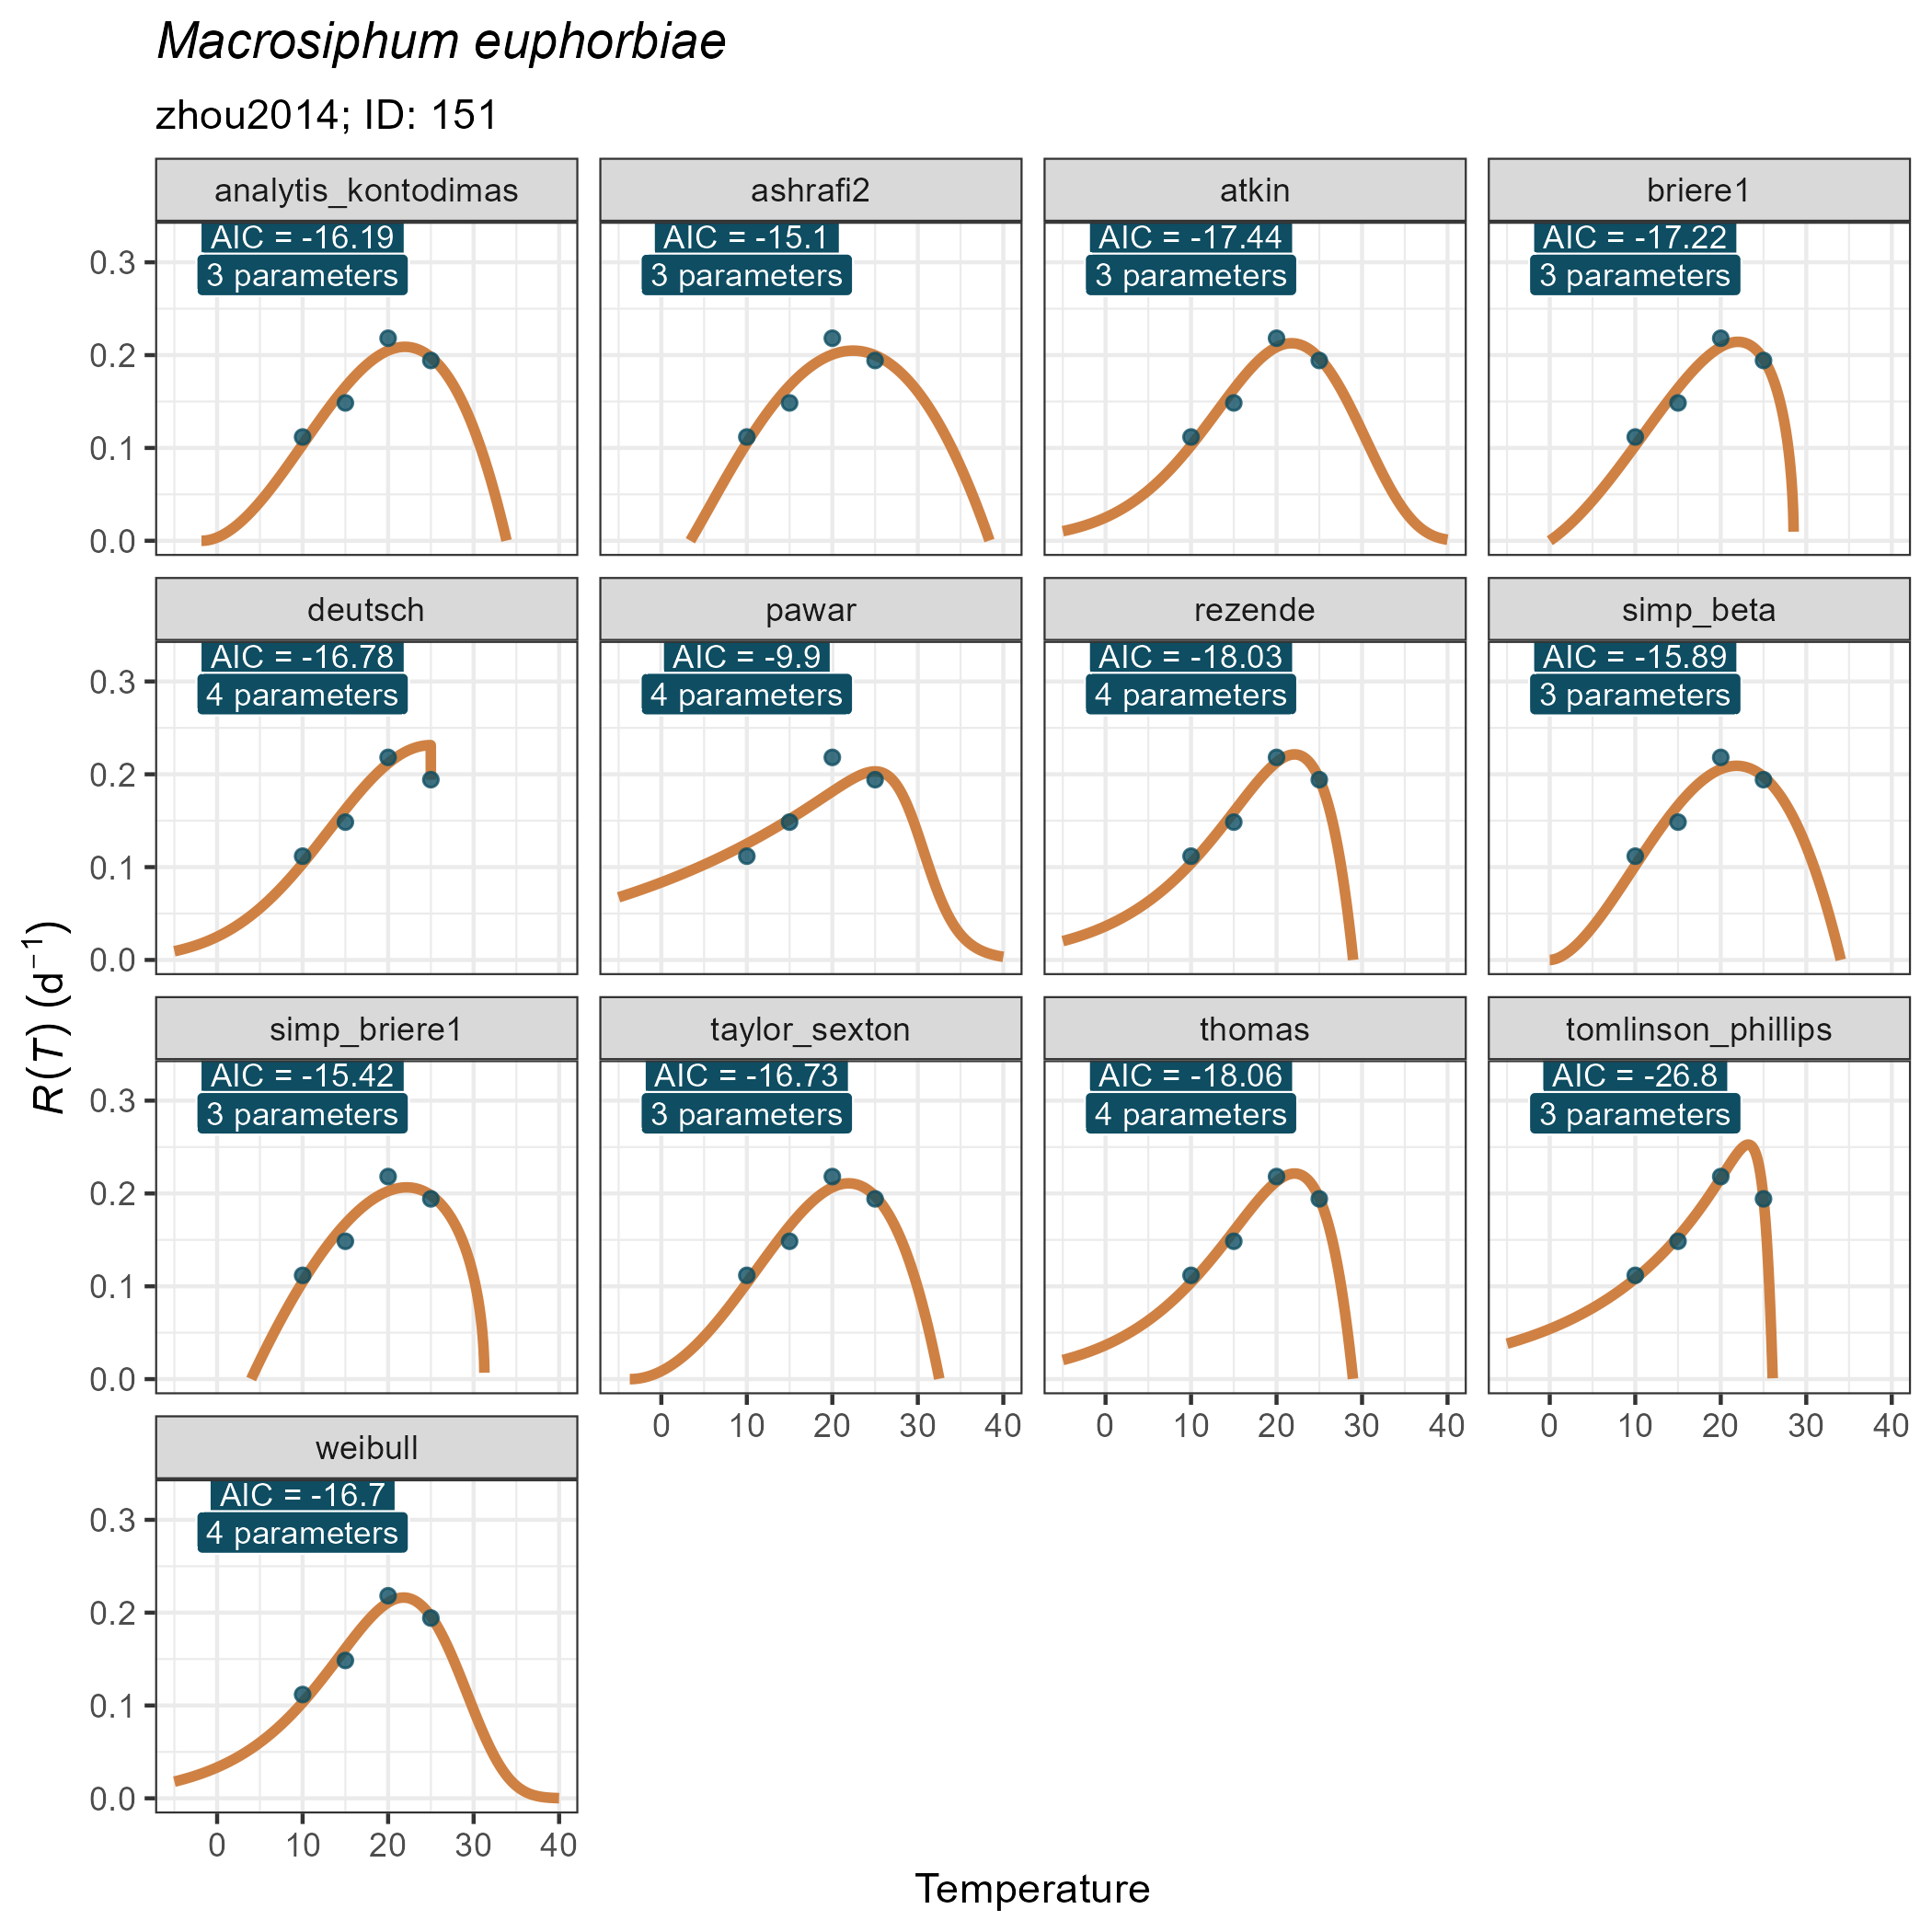 Macrosiphum euphorbiae
zhou2014; ID: 151
analytis_kontodimas
ashrafi2
atkin
briere1
AIC = -16.19
3 parameters
AIC = -15.1
3 parameters
AIC = -17.44
3 parameters
AIC = -17.22
3 parameters
0.3
0.2
0.1
0.0
deutsch
pawar
rezende
simp_beta
AIC = -16.78
4 parameters
AIC = -9.9
4 parameters
AIC = -18.03
4 parameters
AIC = -15.89
3 parameters
0.3
0.2
0.1
0.0
R(T) (d⁻¹)
simp_briere1
taylor_sexton
thomas
tomlinson_phillips
AIC = -15.42
3 parameters
AIC = -16.73
3 parameters
AIC = -18.06
4 parameters
AIC = -26.8
3 parameters
0.3
0.2
0.1
0.0
0 10 20 30 40
0 10 20 30 40
0 10 20 30 40
weibull
AIC = -16.7
4 parameters
0.3
0.2
0.1
0.0
0 10 20 30 40
Temperature